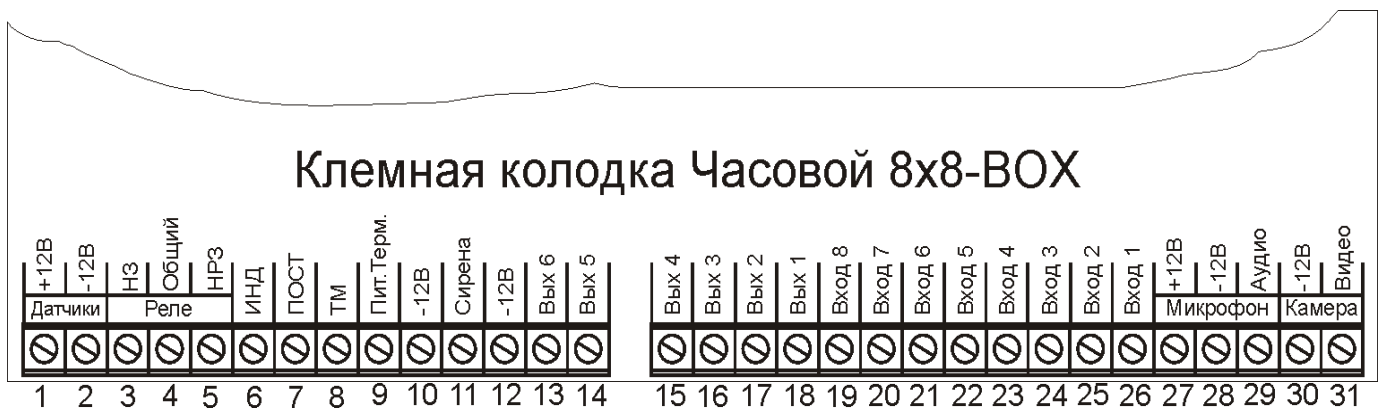 Клемная колодка Часовой 8x8-BOX
+12В -12В НЗ Общий НРЗ ИНД ПОСТ ТМ Пит.Терм. -12В Сирена -12В Вых 6 Вых 5 Вых 4 Вых 3 Вых 2 Вых 1 Вход 8 Вход 7 Вход 6 Вход 5 Вход 4 Вход 3 Вход 2 Вход 1 +12В -12В Аудио -12В Видео
Датчики Реле Микрофон Камера
1 2 3 4 5 6 7 8 9 10 11 12 13 14 15 16 17 18 19 20 21 22 23 24 25 26 27 28 29 30 31